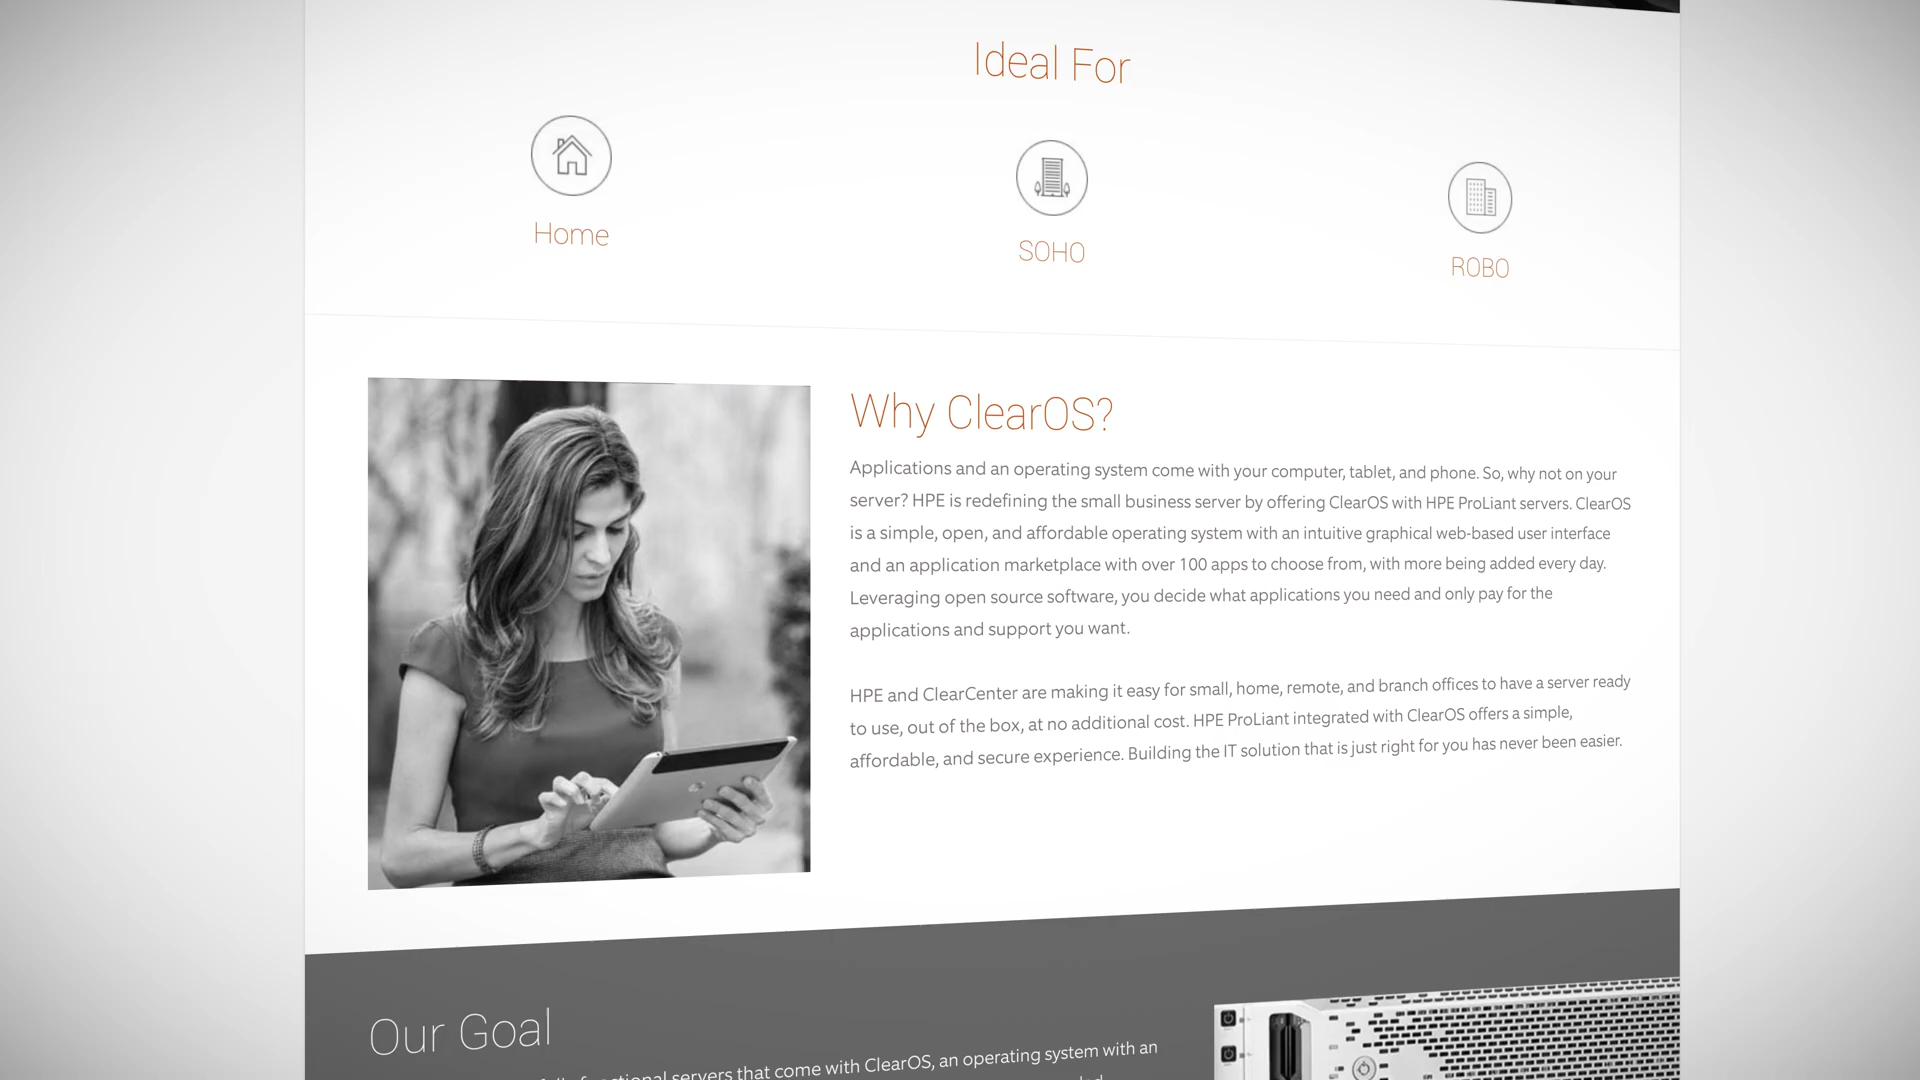 Ideal For
Home
SOHO
ROBO
Why ClearOS?
Applications and an operating system come with your computer, tablet, and phone. So, why not on your
server? HPE is redefining the small business server by offering ClearOS with HPE ProLiant servers. ClearOS
is a simple, open, and affordable operating system with an intuitive graphical web-based user interface
and an application marketplace with over 100 apps to choose from, with more being added every day.
Leveraging open source software, you decide what applications you need and only pay for the
applications and support you want.
HPE and ClearCenter are making it easy for small, home, remote, and branch offices to have a server ready
to use, out of the box, at no additional cost. HPE ProLiant integrated with ClearOS offers a simple,
affordable, and secure experience. Building the IT solution that is just right for you has never been easier.
Our Goal
servers that come with ClearOS, an operating system with an